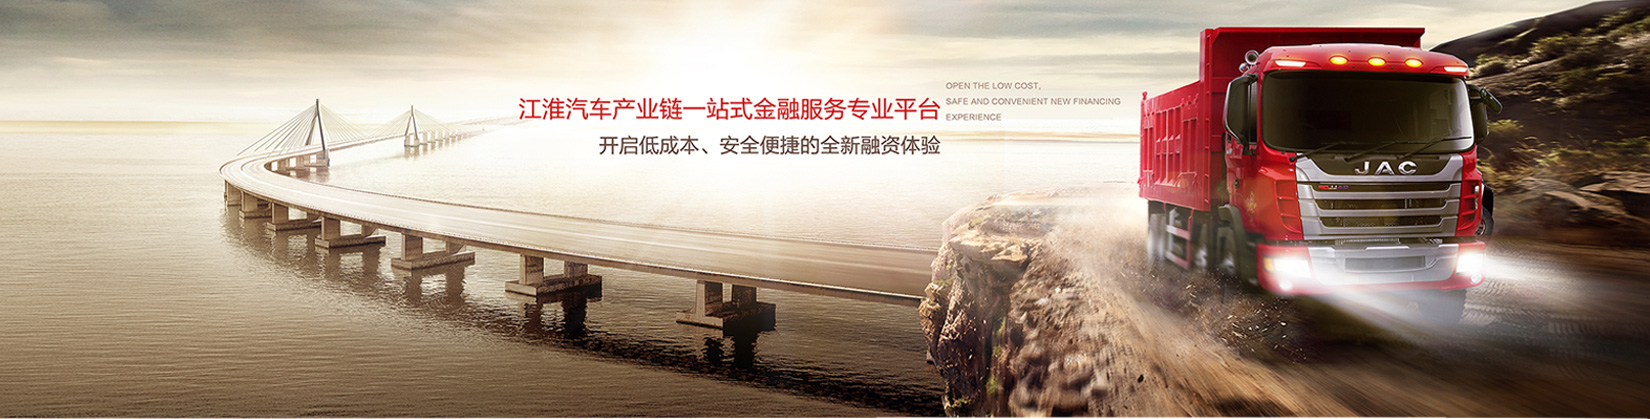 江淮汽车产业链一站式金融服务专业平台
开启低成本、安全便捷的全新融资体验
OPEN THE LOW COST,
SAFE AND CONVENIENT NEW FINANCING
EXPERIENCE
JAC